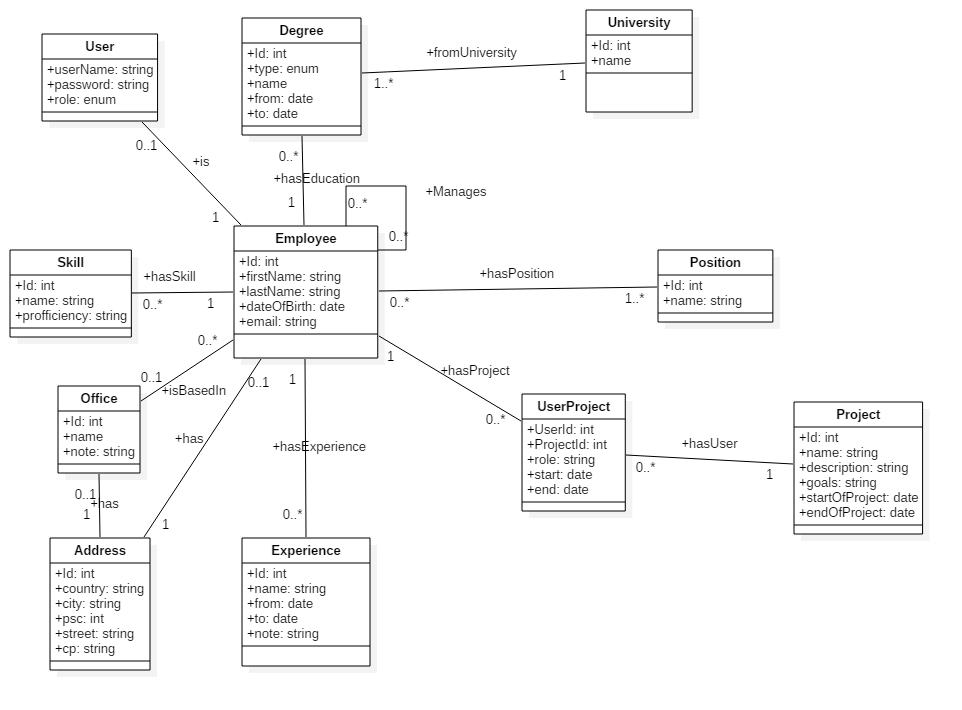 User
+userName: string
+password: string
+role: enum
Degree
+Id: int
+type: enum
+name
+from: date
+to: date
University
+Id: int
+name
+fromUniversity
1..*
1
0..1
+is
1
0..*
+hasEducation
1
+Manages
0..*
0..*
Employee
+Id: int
+firstName: string
+lastName: string
+dateOfBirth: date
+email: string
Skill
+Id: int
+name: string
+profficiency: string
+hasSkill
0..*
1
+hasPosition
0..*
1..*
Position
+Id: int
+name: string
0..*
0..1
+isBasedIn
Office
+Id: int
+name
+note: string
0..1
+has
1
1
+hasExperience
0..*
1
+hasProject
0..*
UserProject
+UserId: int
+ProjectId: int
+role: string
+start: date
+end: date
+hasUser
0..*
1
Project
+Id: int
+name: string
+description: string
+goals: string
+startOfProject: date
+endOfProject: date
0..1
+has
1
Address
+Id: int
+country: string
+city: string
+psc: int
+street: string
+cp: string
Experience
+Id: int
+name: string
+from: date
+to: date
+note: string